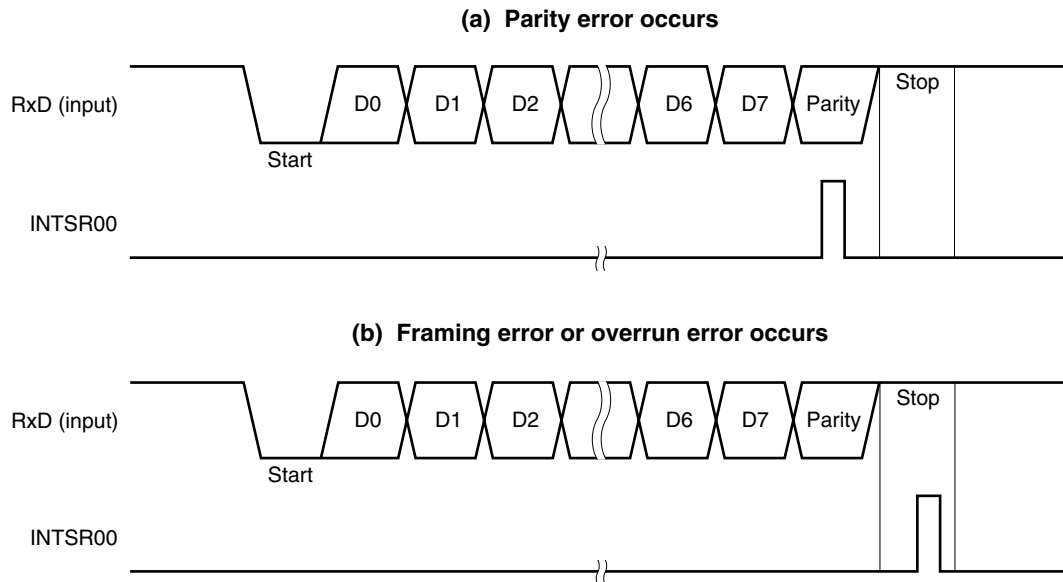 (a) Parity error occurs
RxD (input)
D0 D1 D2 D6 D7 Parity Stop
Start
INTSR00
(b) Framing error or overrun error occurs
RxD (input)
D0 D1 D2 D6 D7 Parity Stop
Start
INTSR00